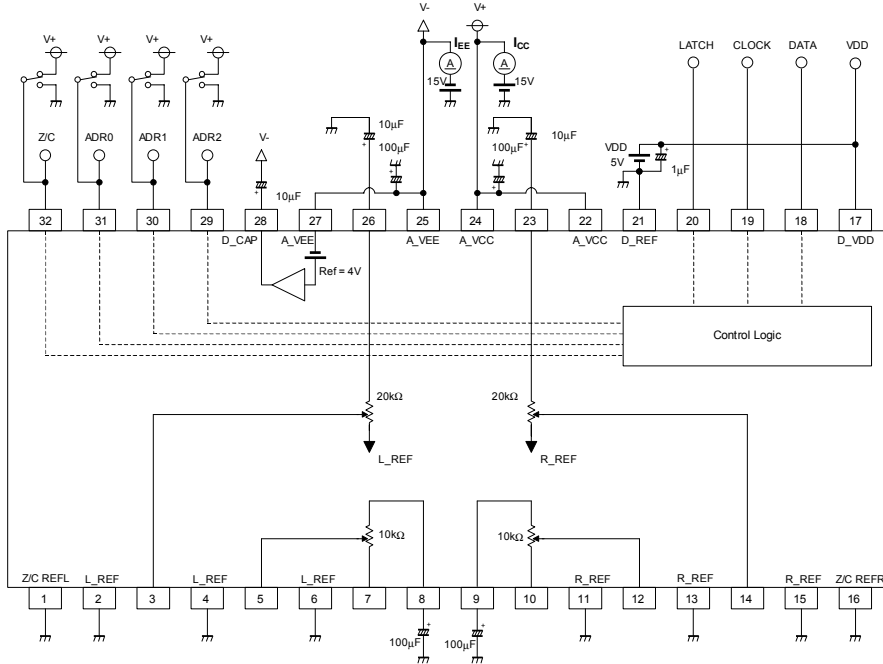 V- V+
V+ V+ V+ V+
IEE ICC
A A
15V 15V
LATCH CLOCK DATA VDD
Z/C ADR0 ADR1 ADR2
V-
10µF
100µF
10µF
100µF
10µF
VDD
5V
1µF
+ + + + + + +
32 31 30 29 28 27 26 25 24 23 22 21 20 19 18 17
D_CAP A_VEE A_VEE A_VCC A_VCC D_REF D_VDD
Ref = 4V
Control Logic
20kΩ 20kΩ
L_REF R_REF
10kΩ 10kΩ
Z/C REFL L_REF L_REF L_REF R_REF R_REF R_REF Z/C REFR
1 2 3 4 5 6 7 8 9 10 11 12 13 14 15 16
+ +
100µF 100µF